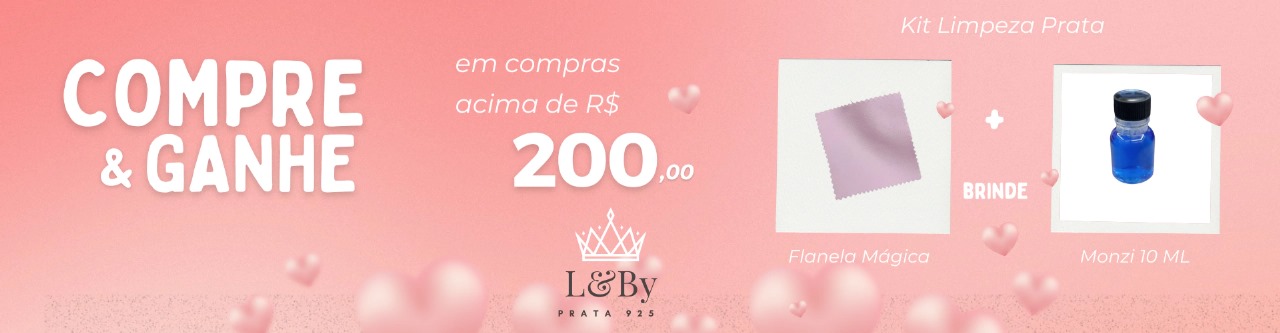 COMPRE
& GANHE
em compras
acima de R$
200,00
L&By
PRATA 925
Kit Limpeza Prata
+
BRINDE
Flanela Mágica
Monzi 10 ML